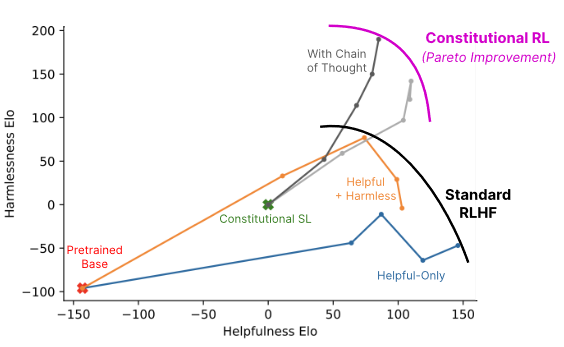 200
150
100
50
0
−50
−100
−150
−100
−50
0
50
100
150
Harmlessness Elo
Helpfulness Elo
Constitutional RL
(Pareto Improvement)
With Chain
of Thought
Standard
RLHF
Helpful
+ Harmless
Constitutional SL
Pretrained
Base
Helpful-Only